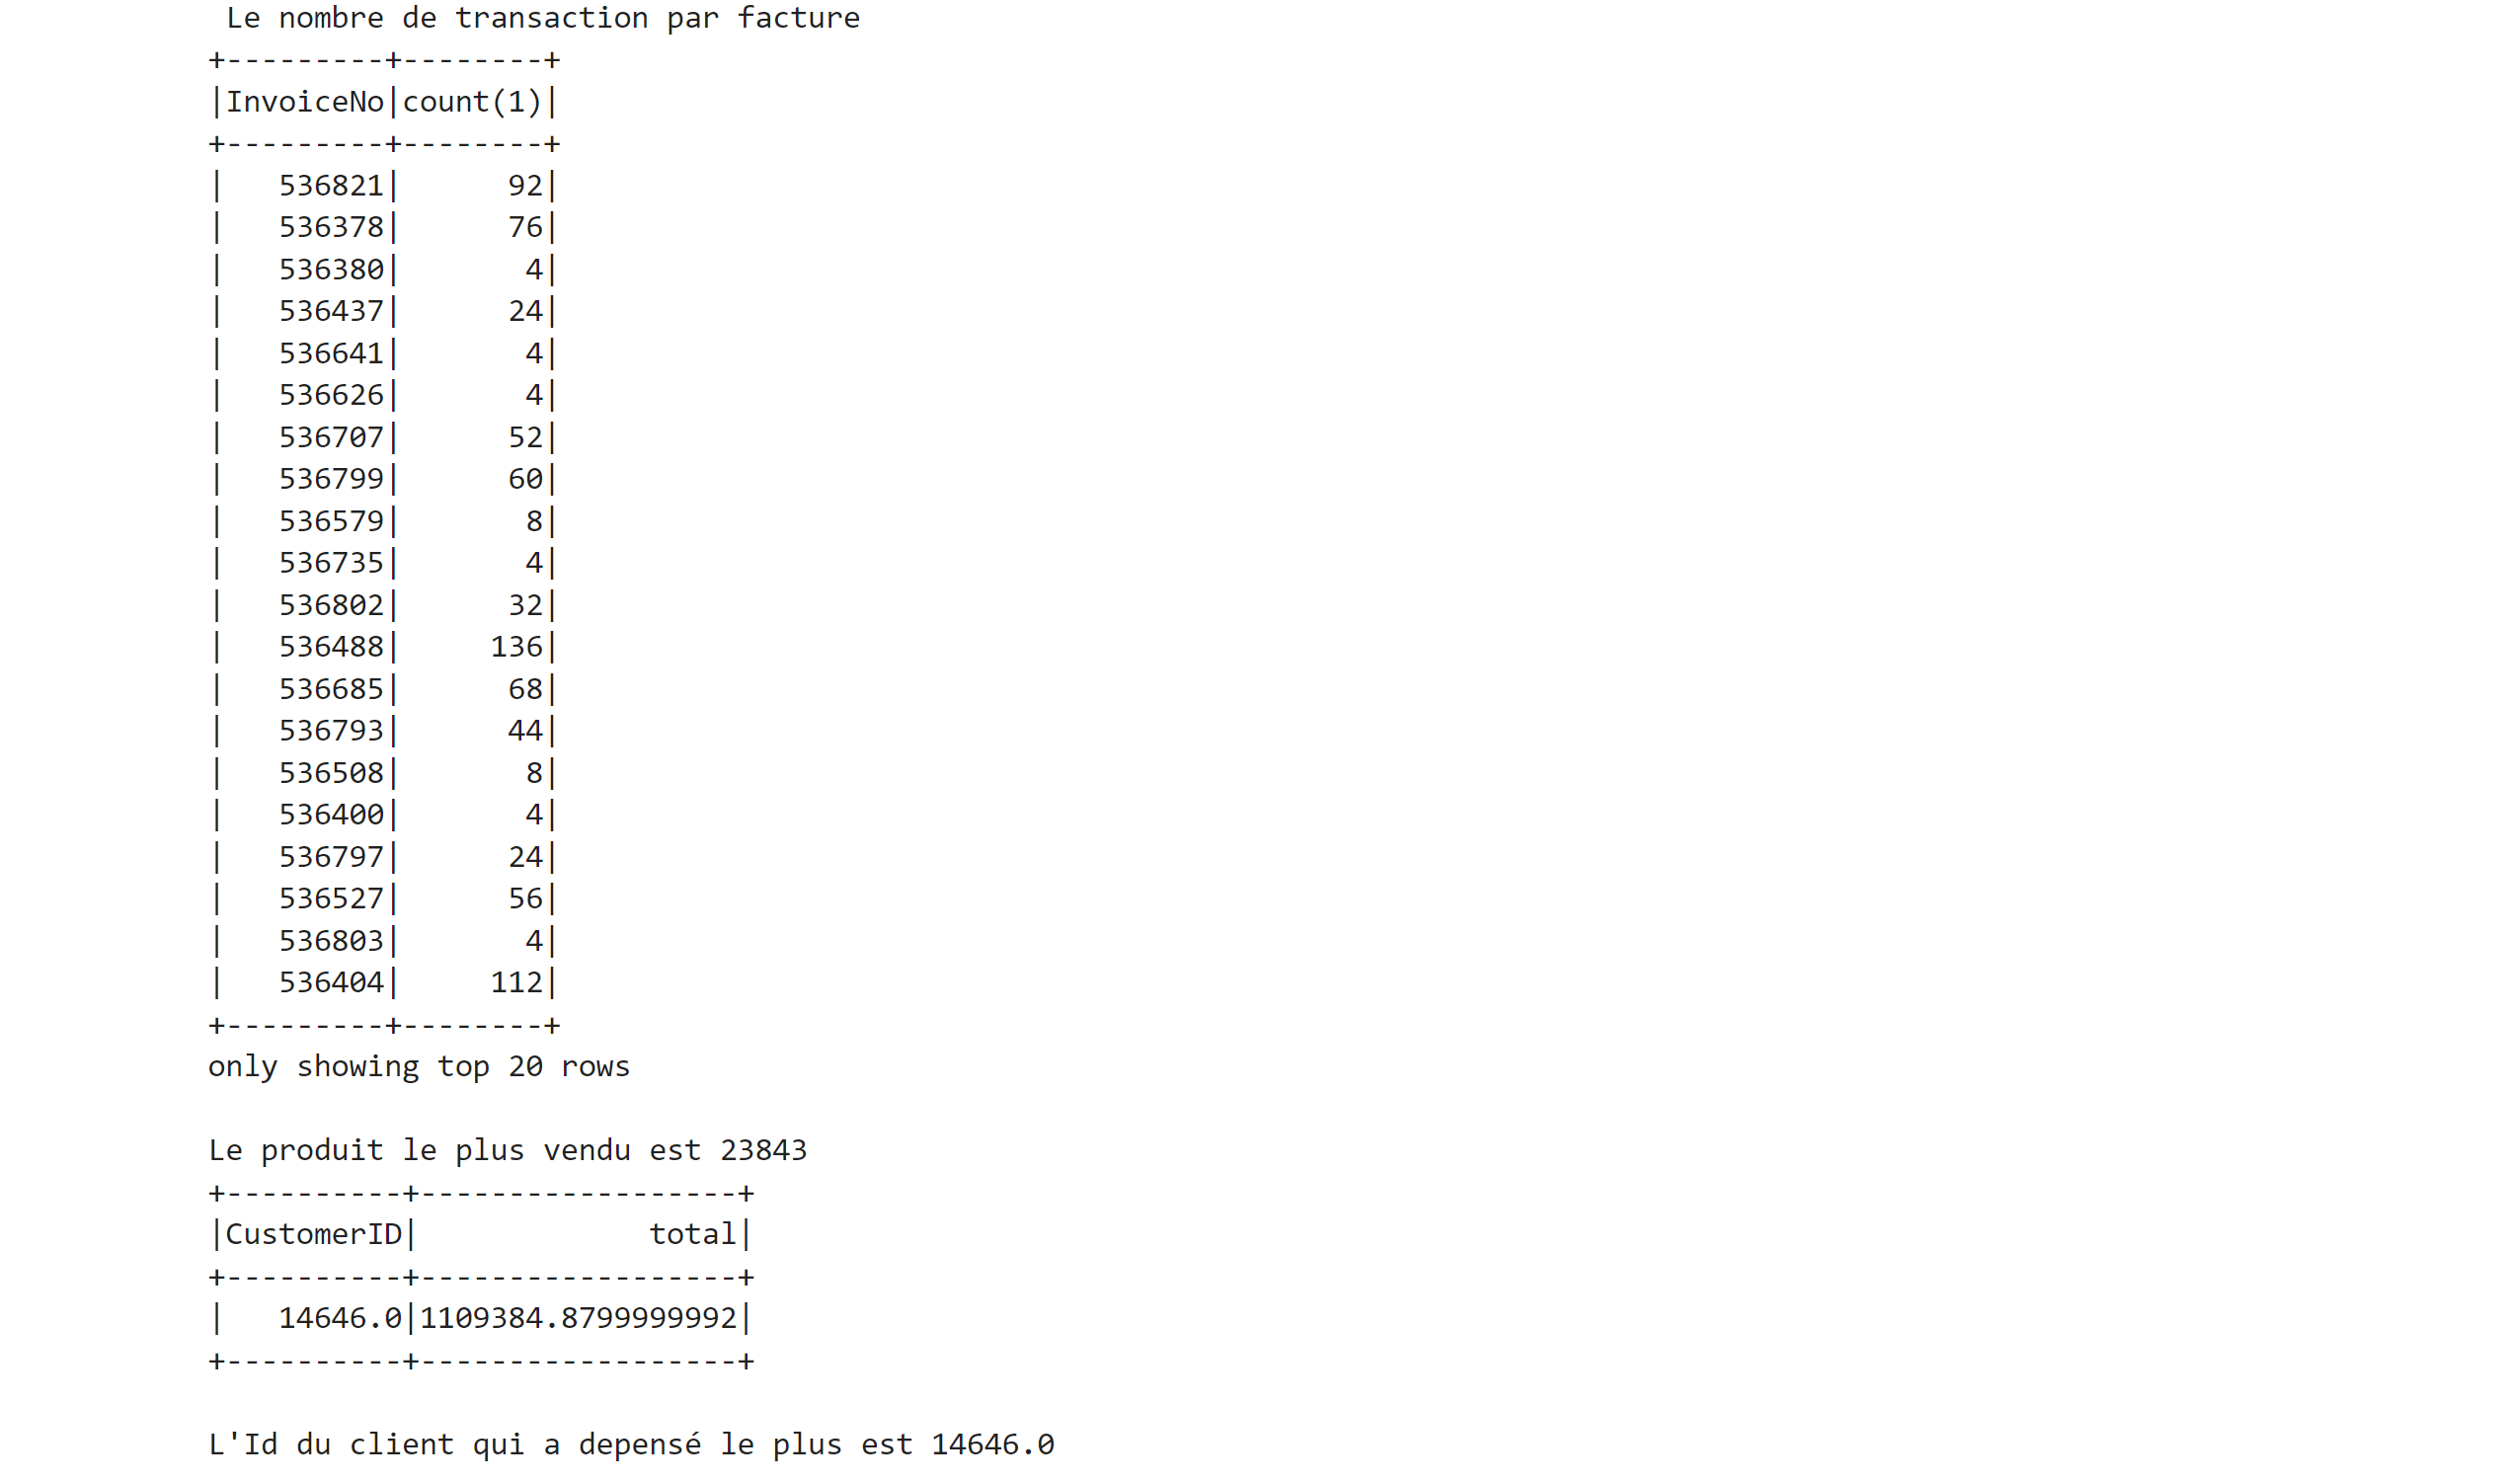 Le nombre de transaction par facture
+---------+--------+
|InvoiceNo|count(1)|
+---------+--------+
|   536821|      92|
|   536378|      76|
|   536380|       4|
|   536437|      24|
|   536641|       4|
|   536626|       4|
|   536707|      52|
|   536799|      60|
|   536579|       8|
|   536735|       4|
|   536802|      32|
|   536488|     136|
|   536685|      68|
|   536793|      44|
|   536508|       8|
|   536400|       4|
|   536797|      24|
|   536527|      56|
|   536803|       4|
|   536404|     112|
+---------+--------+
only showing top 20 rows

Le produit le plus vendu est 23843
+----------+------------------+
|CustomerID|             total|
+----------+------------------+
|   14646.0|1109384.8799999992|
+----------+------------------+

L'Id du client qui a depensé le plus est 14646.0